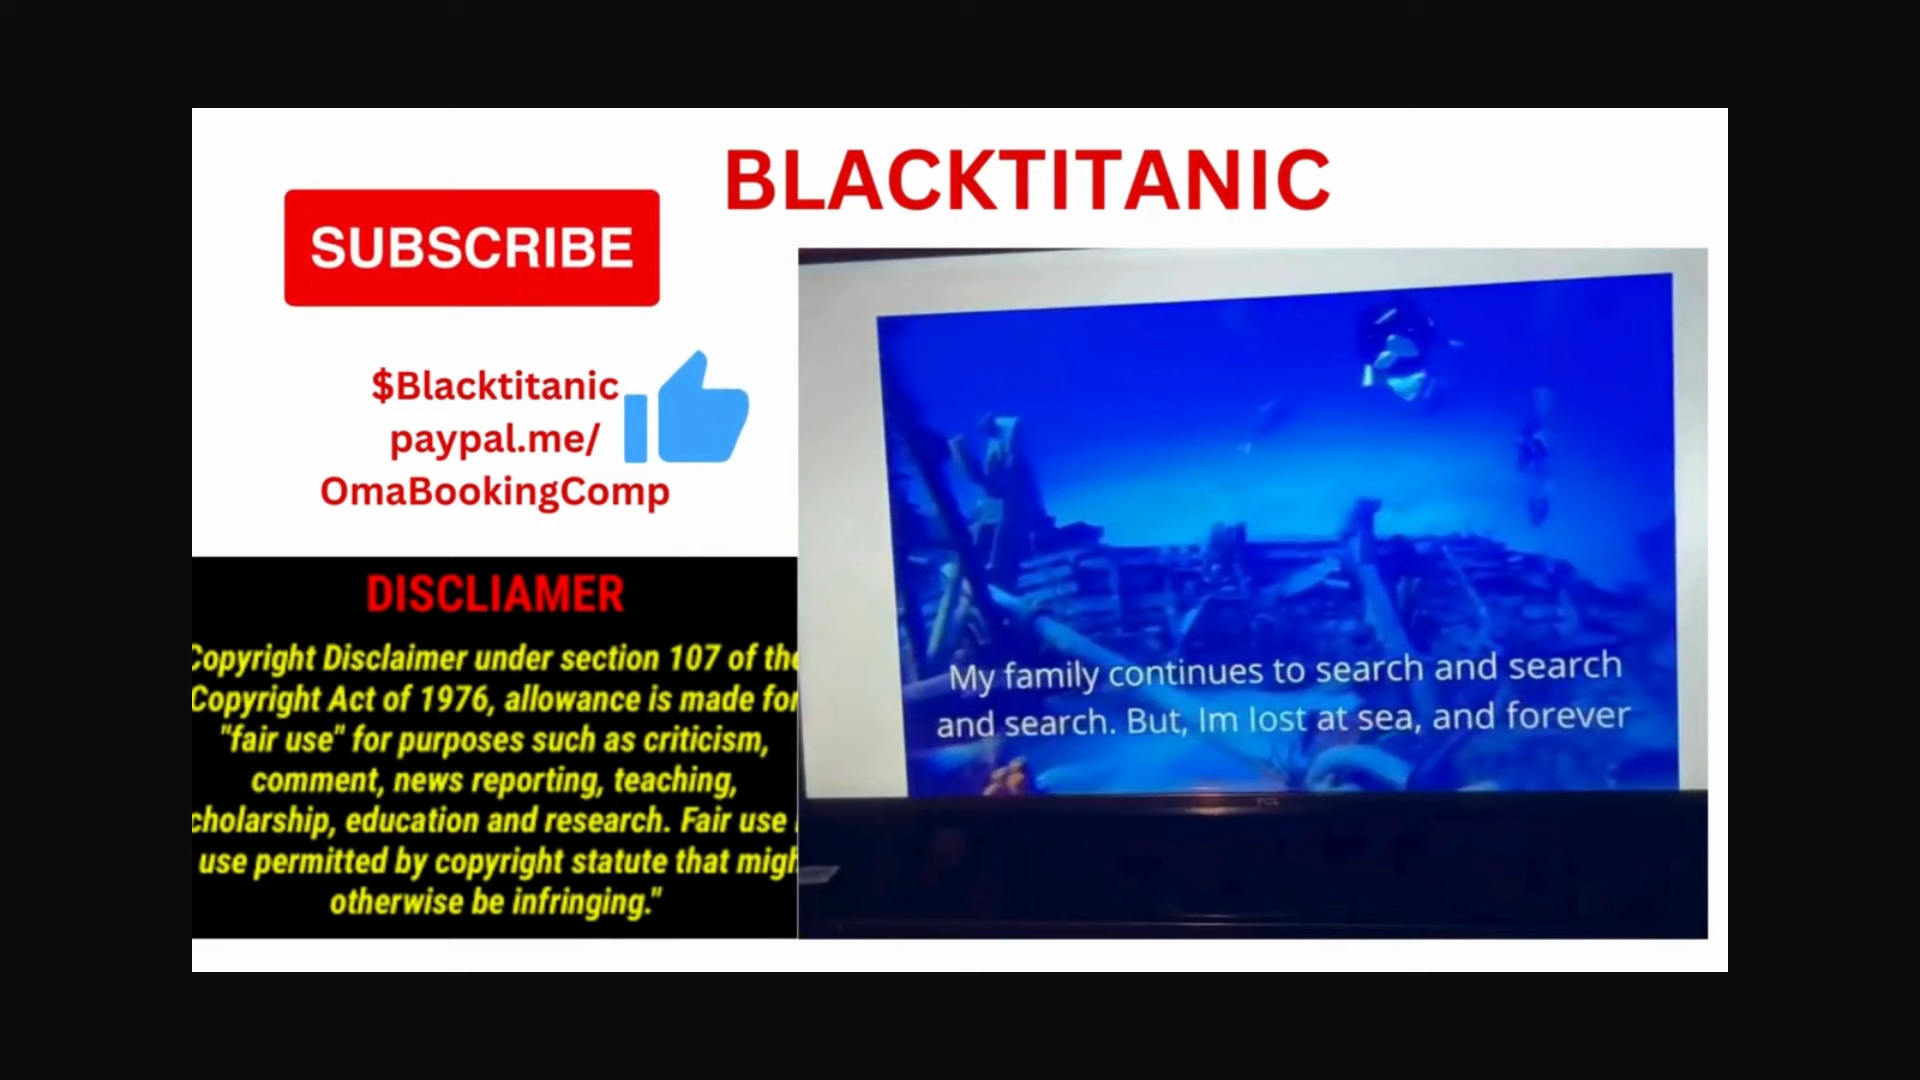 BLACKTITANIC
SUBSCRIBE
$Blacktitanic
paypal.me/
OmaBookingComp
DISCLIAMER
Copyright Disclaimer under section 107 of the
Copyright Act of 1976, allowance is made for
"fair use" for purposes such as criticism,
comment, news reporting, teaching,
cholarship, education and research. Fair use
use permitted by copyright statute that migh
otherwise be infringing."
My family continues to search and search
and search. But, Im lost at sea, and forever
TCL